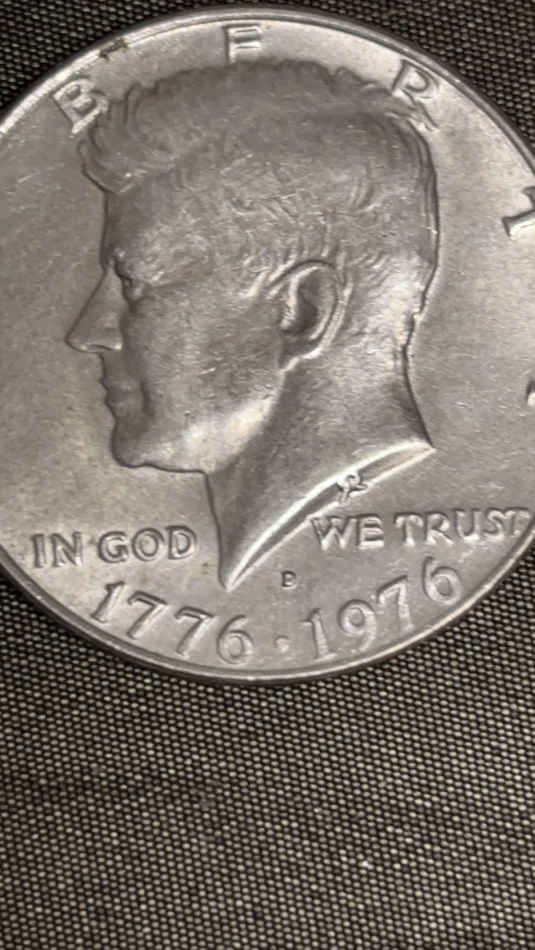 B E R T
IN GOD WE TRUST
D
1776 · 1976